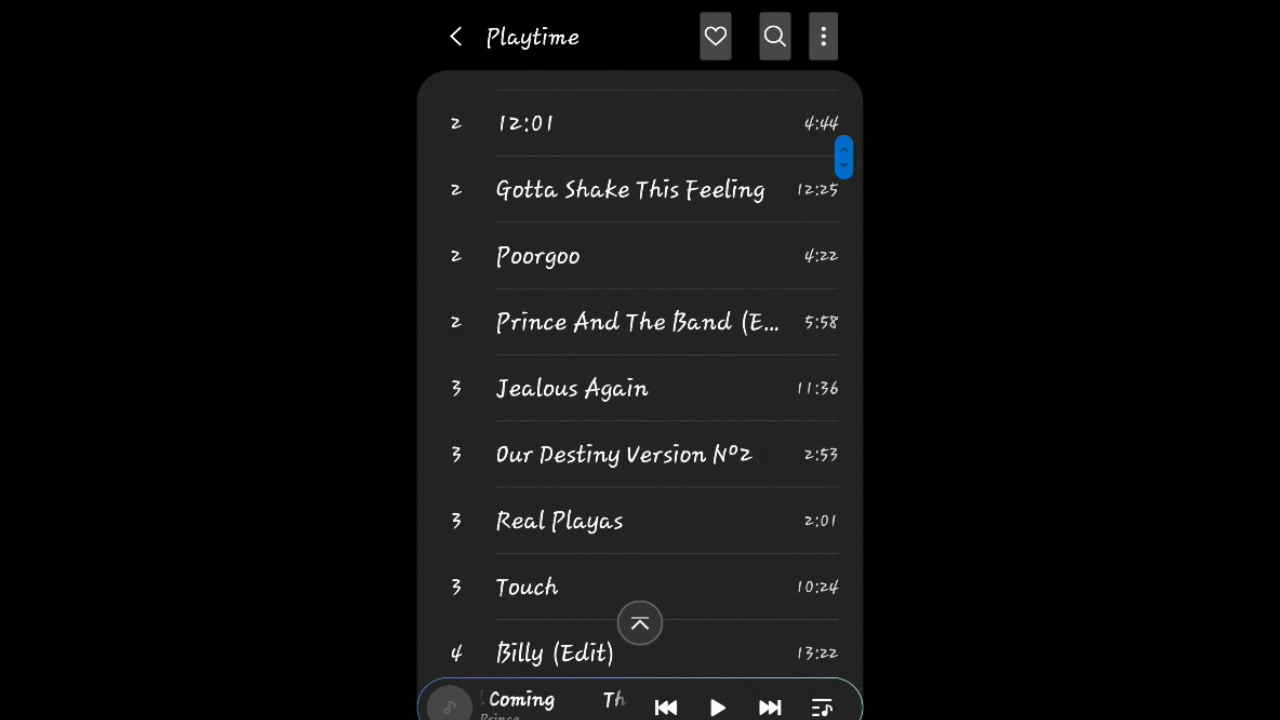 Playtime
2 12:01 4:44
2 Gotta Shake This Feeling 12:25
2 Poorgoo 4:22
2 Prince And The Band (E... 5:58
3 Jealous Again 11:36
3 Our Destiny Version Nº2 2:53
3 Real Playas 2:01
3 Touch 10:24
4 Billy (Edit) 13:22
Coming Th
Prince